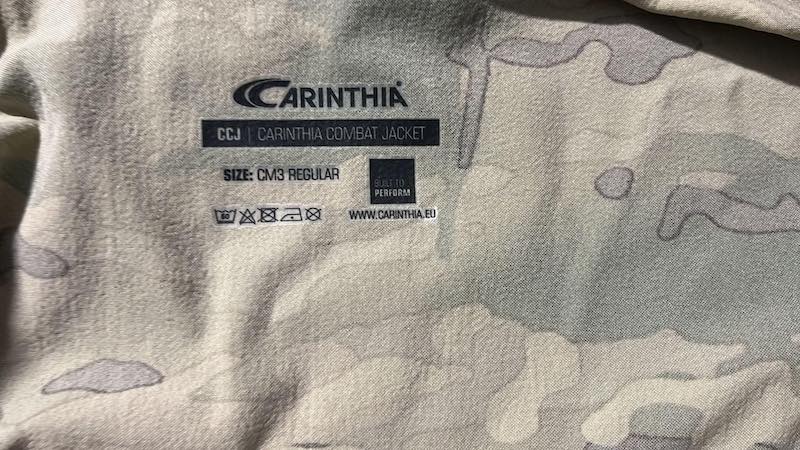 CARINTHIA®
CCJ | CARINTHIA COMBAT JACKET
SIZE: CM3 REGULAR
BUILT TO
PERFORM
WWW.CARINTHIA.EU